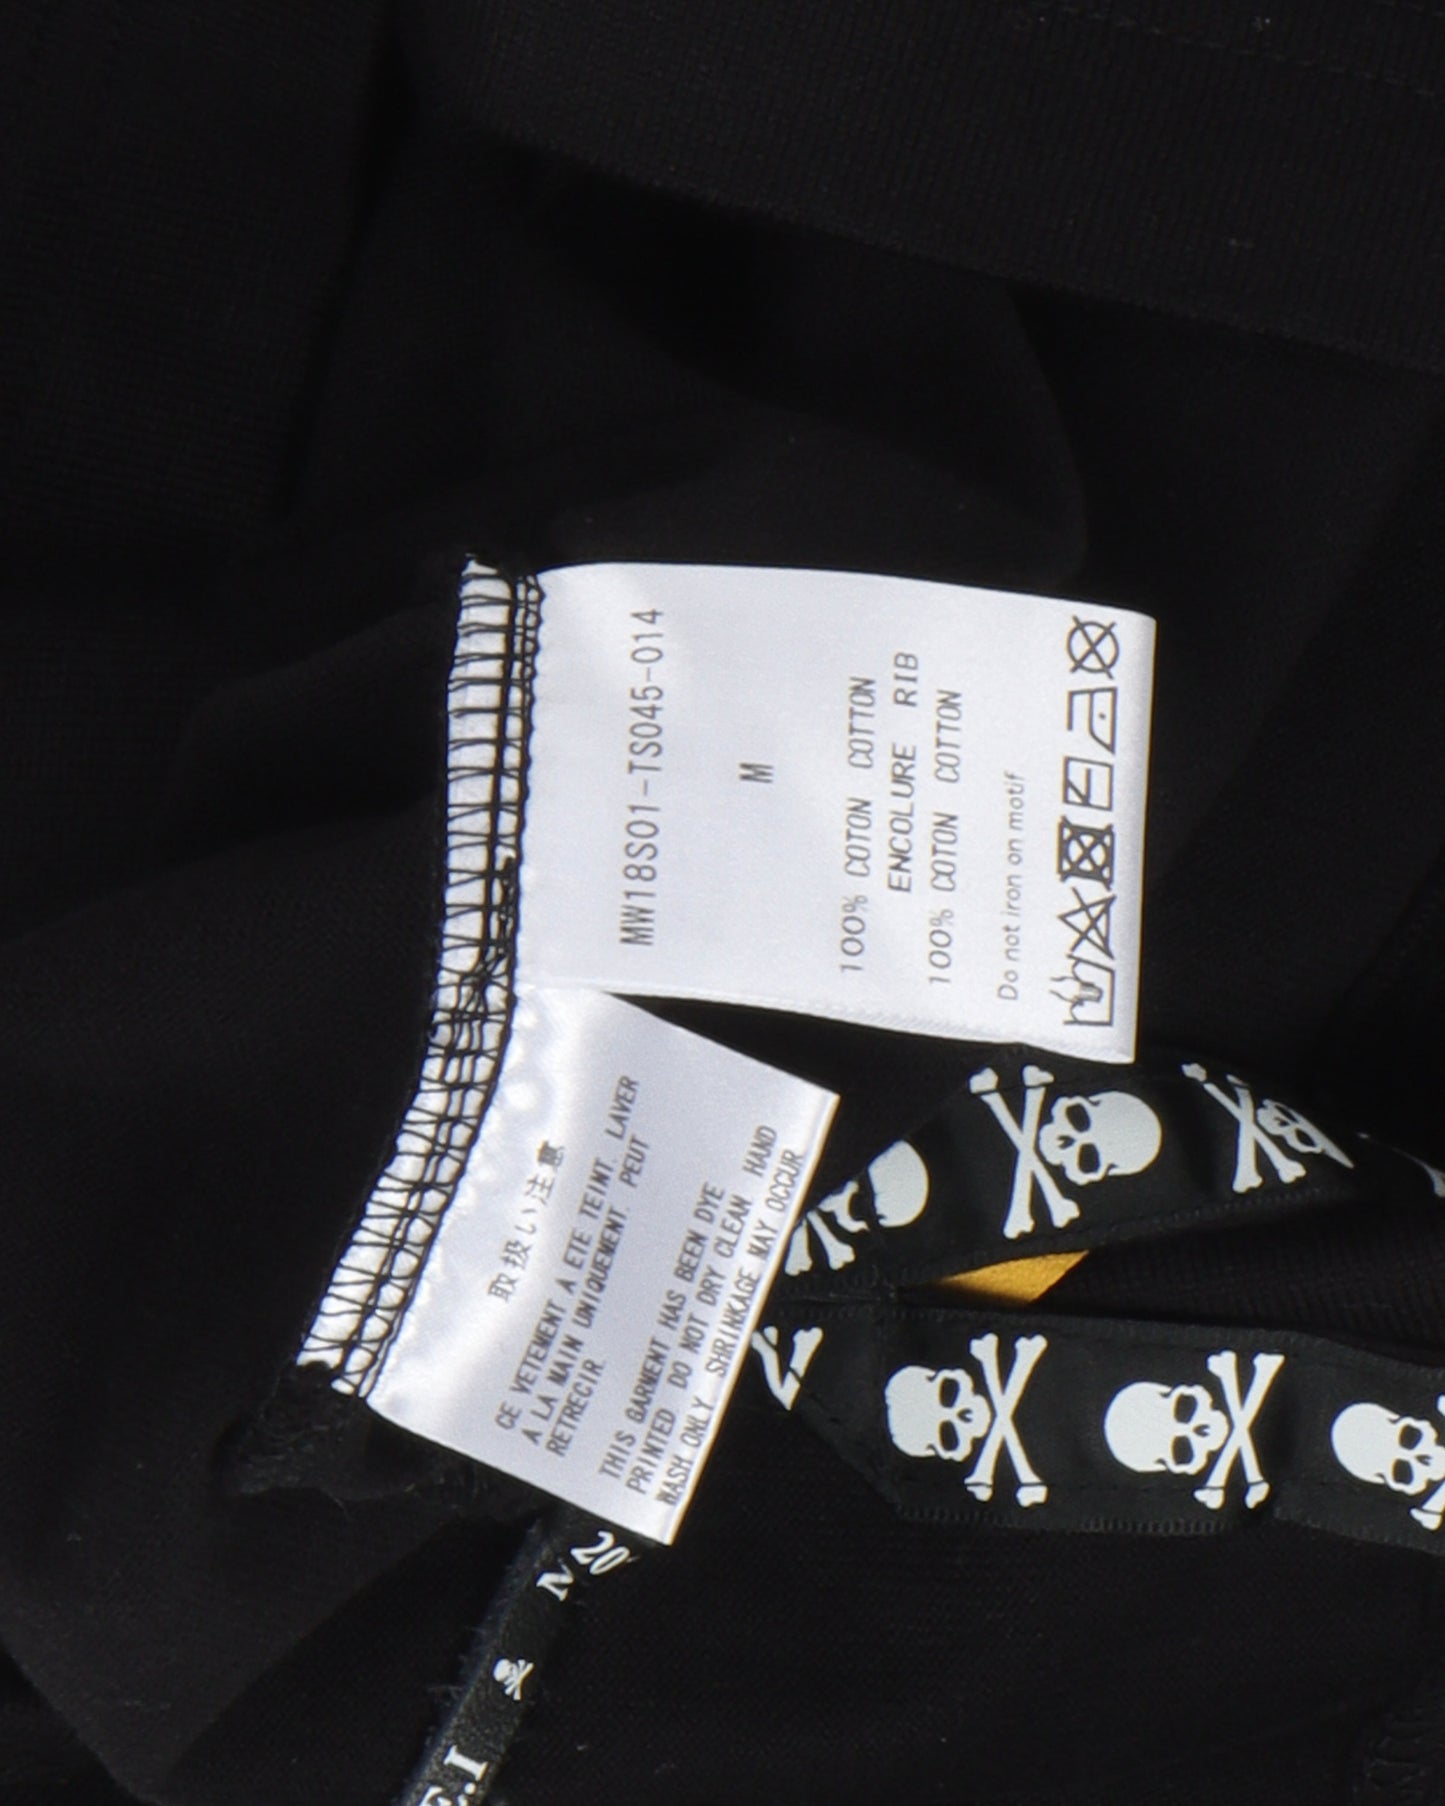 MW18S01-TS045-014
M
100% COTON COTTON
ENCOLURE RIB
100% COTON COTTON
Do not iron on motif
取扱い注意
CE VETEMENT A ETE TEINT. LAVER
A LA MAIN UNIQUEMENT PEUT
RETRECIR.
THIS GARMENT HAS BEEN DYE
PRINTED DO NOT DRY CLEAN HAND
WASH ONLY. SHRINKAGE MAY OCCUR
20